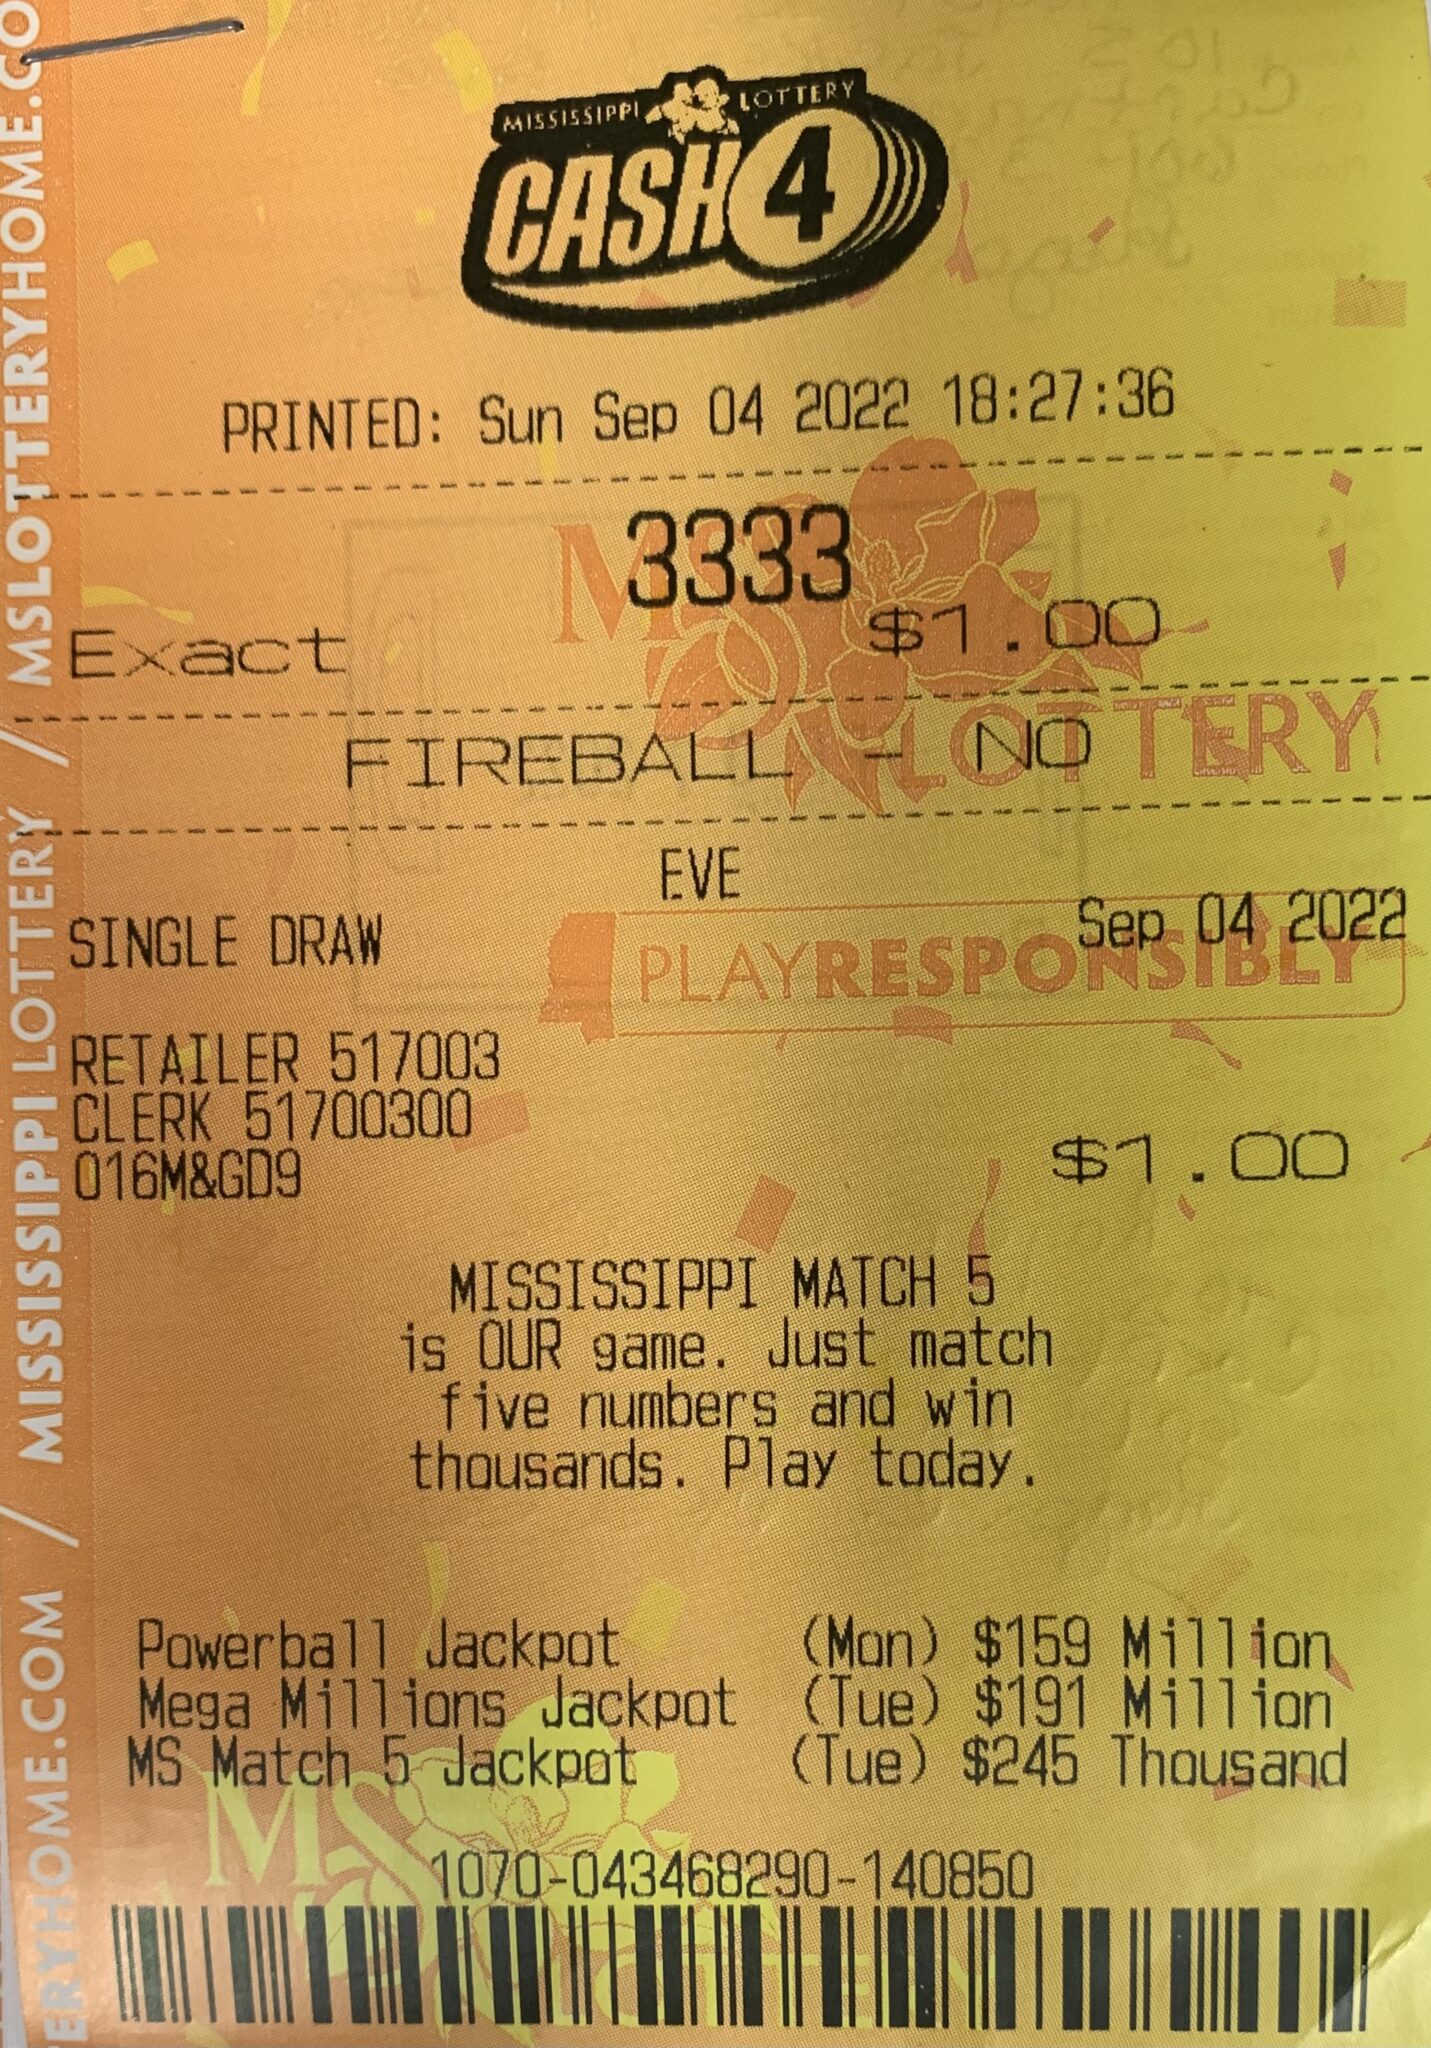 MISSISSIPPI LOTTERY
CASH 4
PRINTED: Sun Sep 04 2022 18:27:36
3333
Exact $1.00
FIREBALL - NO
EVE
SINGLE DRAW Sep 04 2022
RETAILER 517003
CLERK 51700300
016M&GD9 $1.00
MISSISSIPPI MATCH 5
is OUR game. Just match
five numbers and win
thousands. Play today.
Powerball Jackpot (Mon) $159 Million
Mega Millions Jackpot (Tue) $191 Million
MS Match 5 Jackpot (Tue) $245 Thousand
1070-043468290-140850
MS LOTTERY
PLAYRESPONSIBLY
MS
ERYHOME.COM / MISSISSIPPI LOTTERY / MSLOTTERYHOME.CO